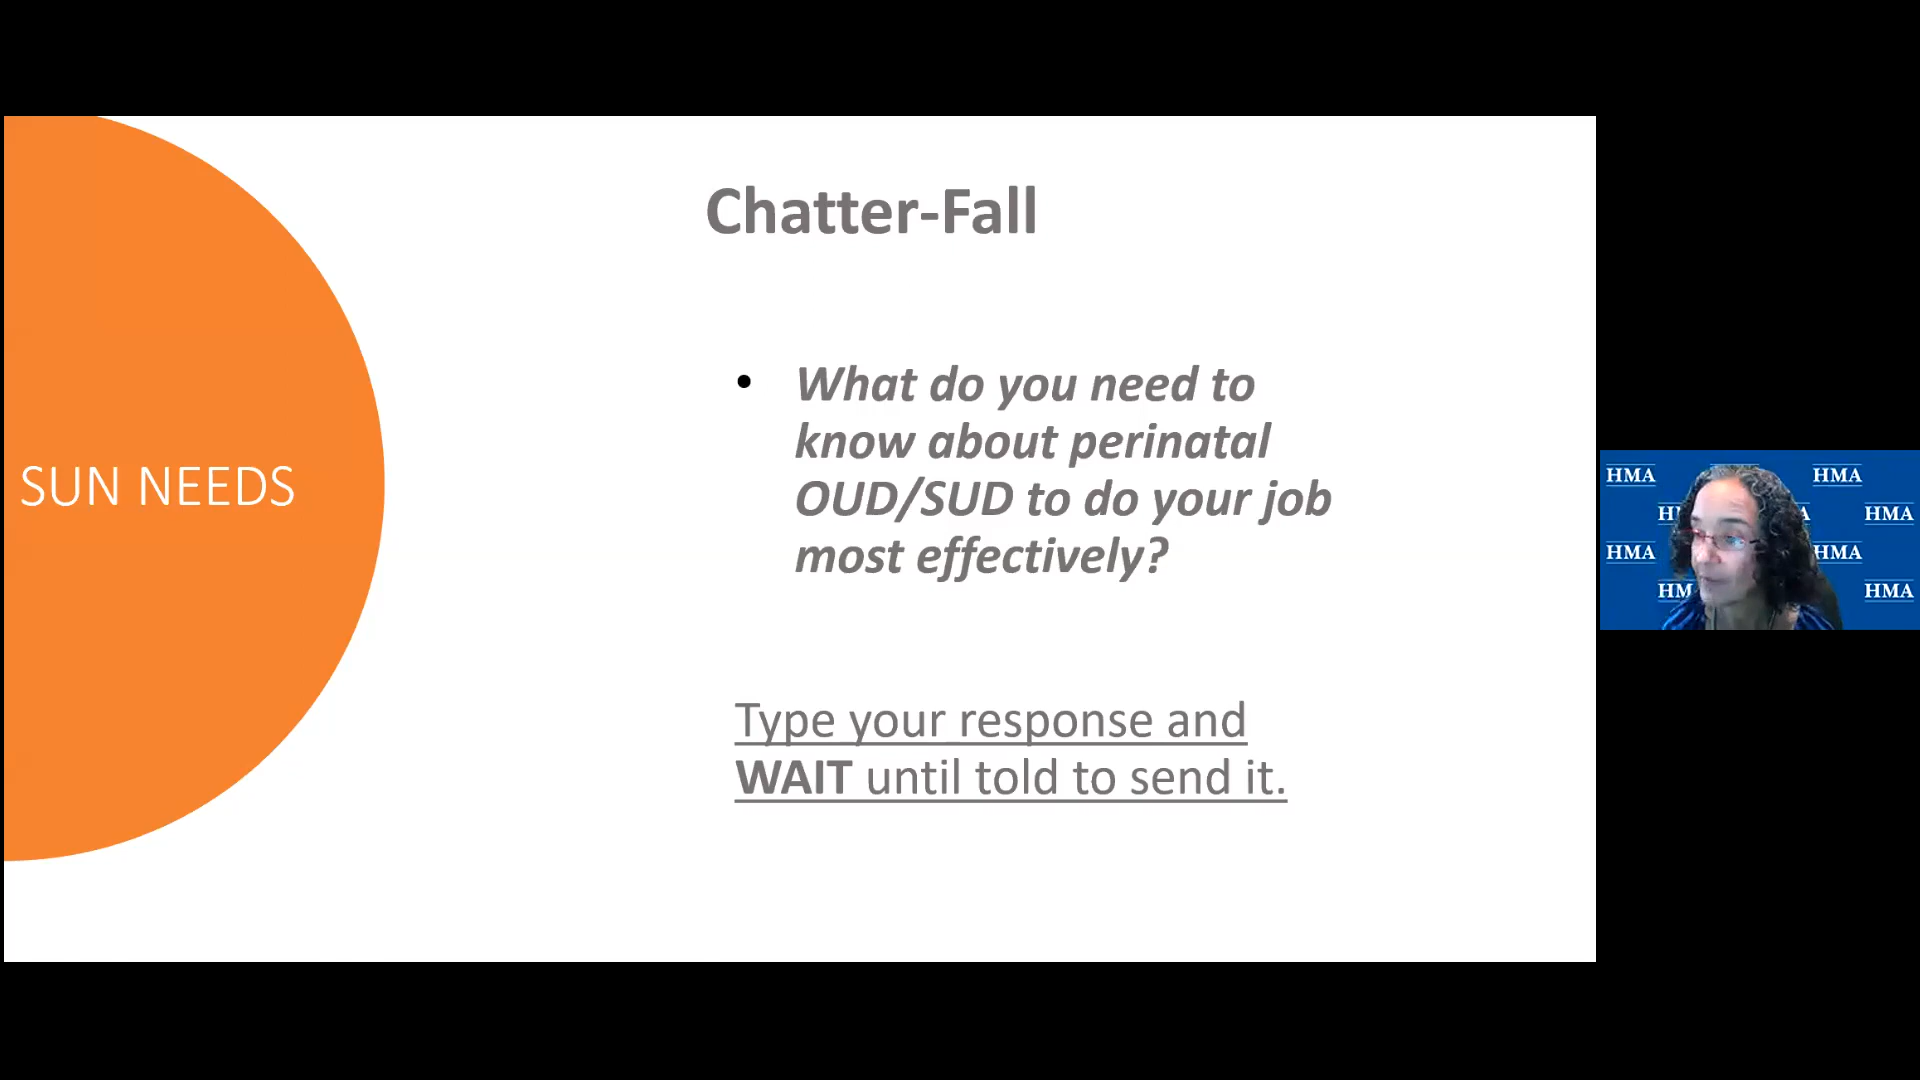 Chatter-Fall
SUN NEEDS
• What do you need to
know about perinatal
OUD/SUD to do your job
most effectively?
Type your response and
WAIT until told to send it.
HMA HMA
HM A HMA
HMA HMA
HM HMA